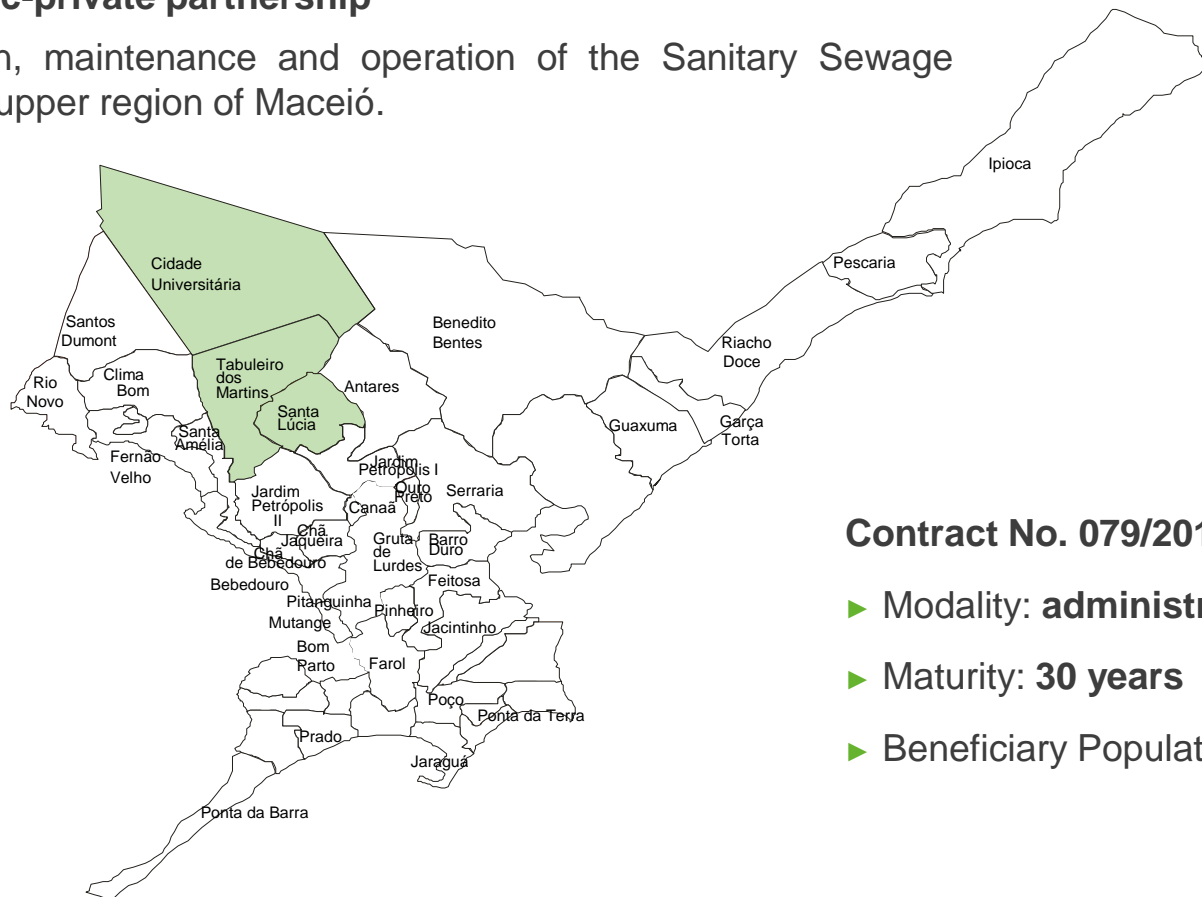 c-private partnership
n, maintenance and operation of the Sanitary Sewage
upper region of Maceió.
Ipioca
Pescaria
Cidade
Universitária
Santos
Dumont
Benedito
Bentes
Riacho
Doce
Rio
Novo
Clima
Bom
Tabuleiro
dos
Martins
Antares
Santa
Lúcia
Guaxuma
Garça
Torta
Santa
Amélia
Fernão
Velho
Jardim
Petrópolis I
Ouro
Preto
Serraria
Jardim
Petrópolis
II
Canaã
Chã
Jaqueira
Gruta
de
Lurdes
Barro
Duro
Chã
de Bebedouro
Bebedouro
Feitosa
Pitanguinha
Pinheiro
Mutange
Jacintinho
Bom
Parto
Farol
Poço
Ponta da Terra
Prado
Jaraguá
Ponta da Barra
Contract No. 079/201
► Modality: administr
► Maturity: 30 years
► Beneficiary Populat